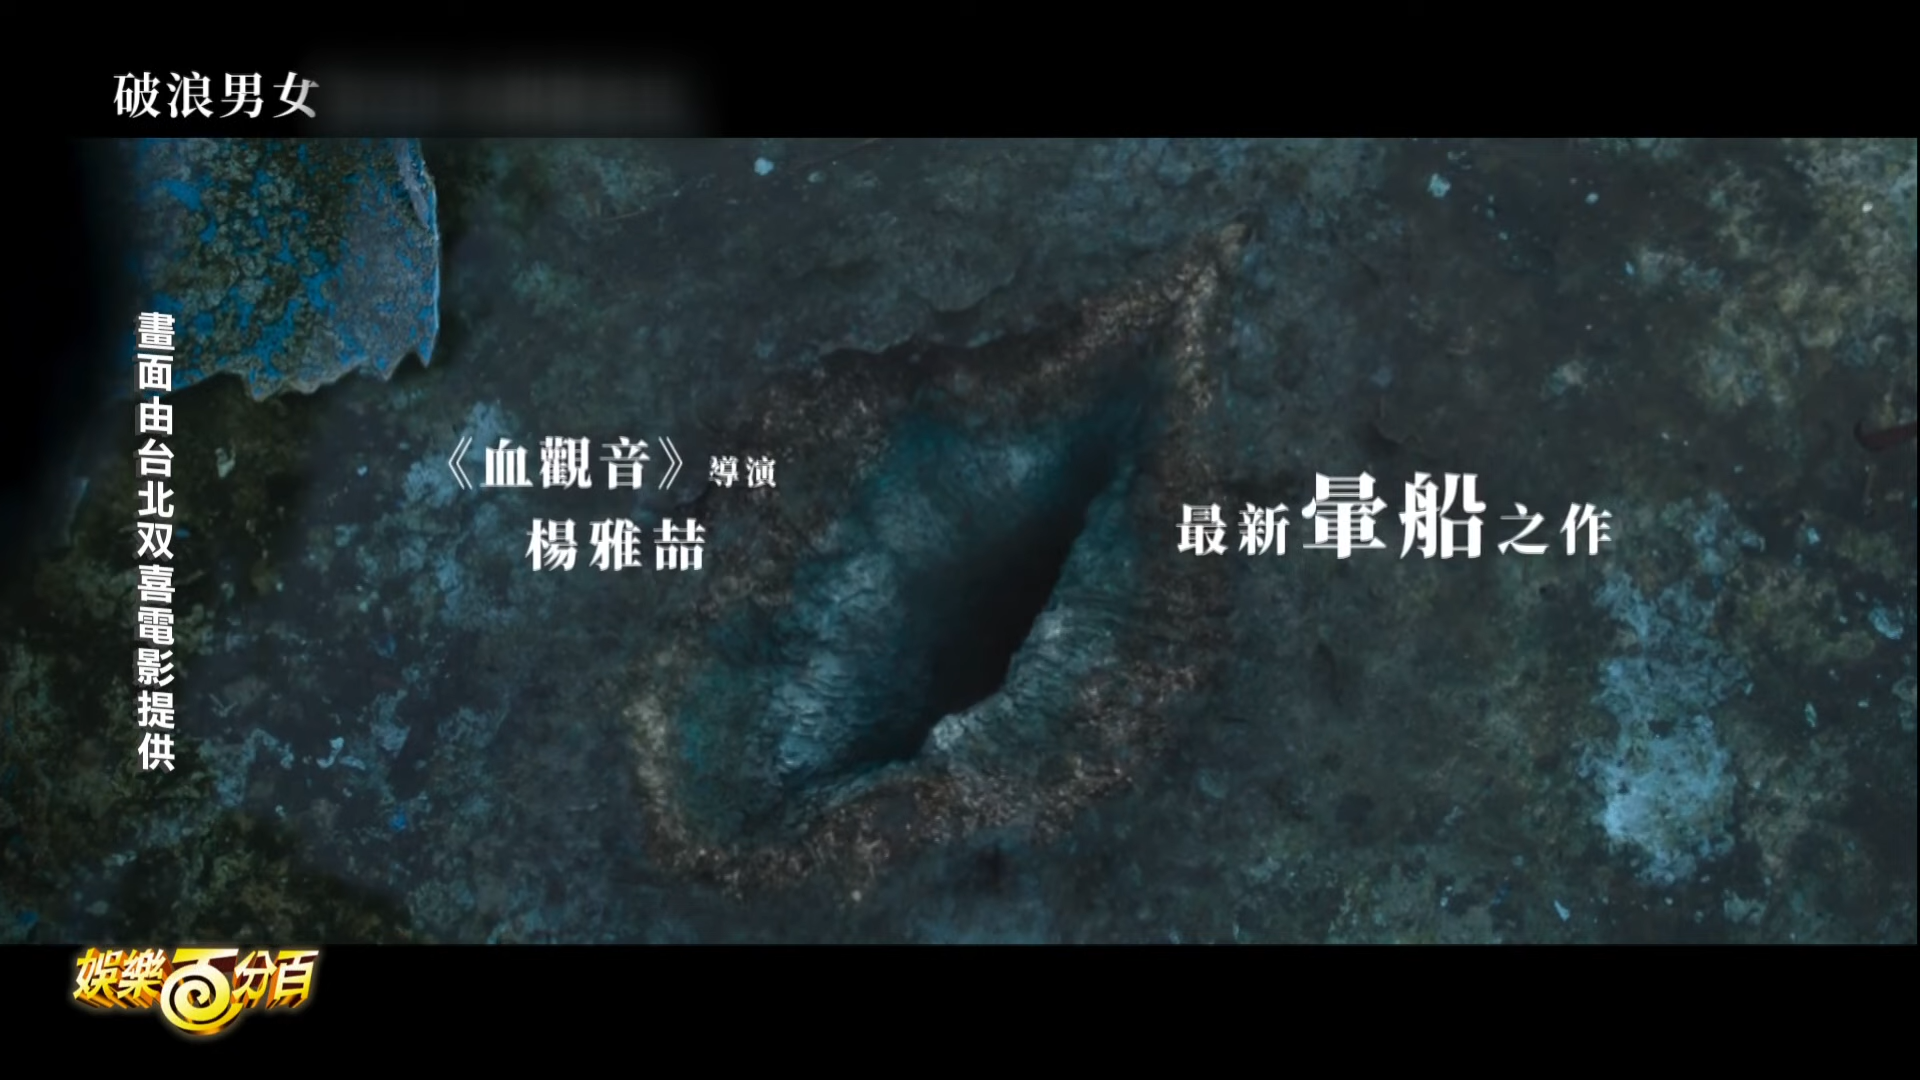 破浪男女
畫面由台北双喜電影提供
《血觀音》導演
楊雅喆
最新暈船之作
娛樂百分百